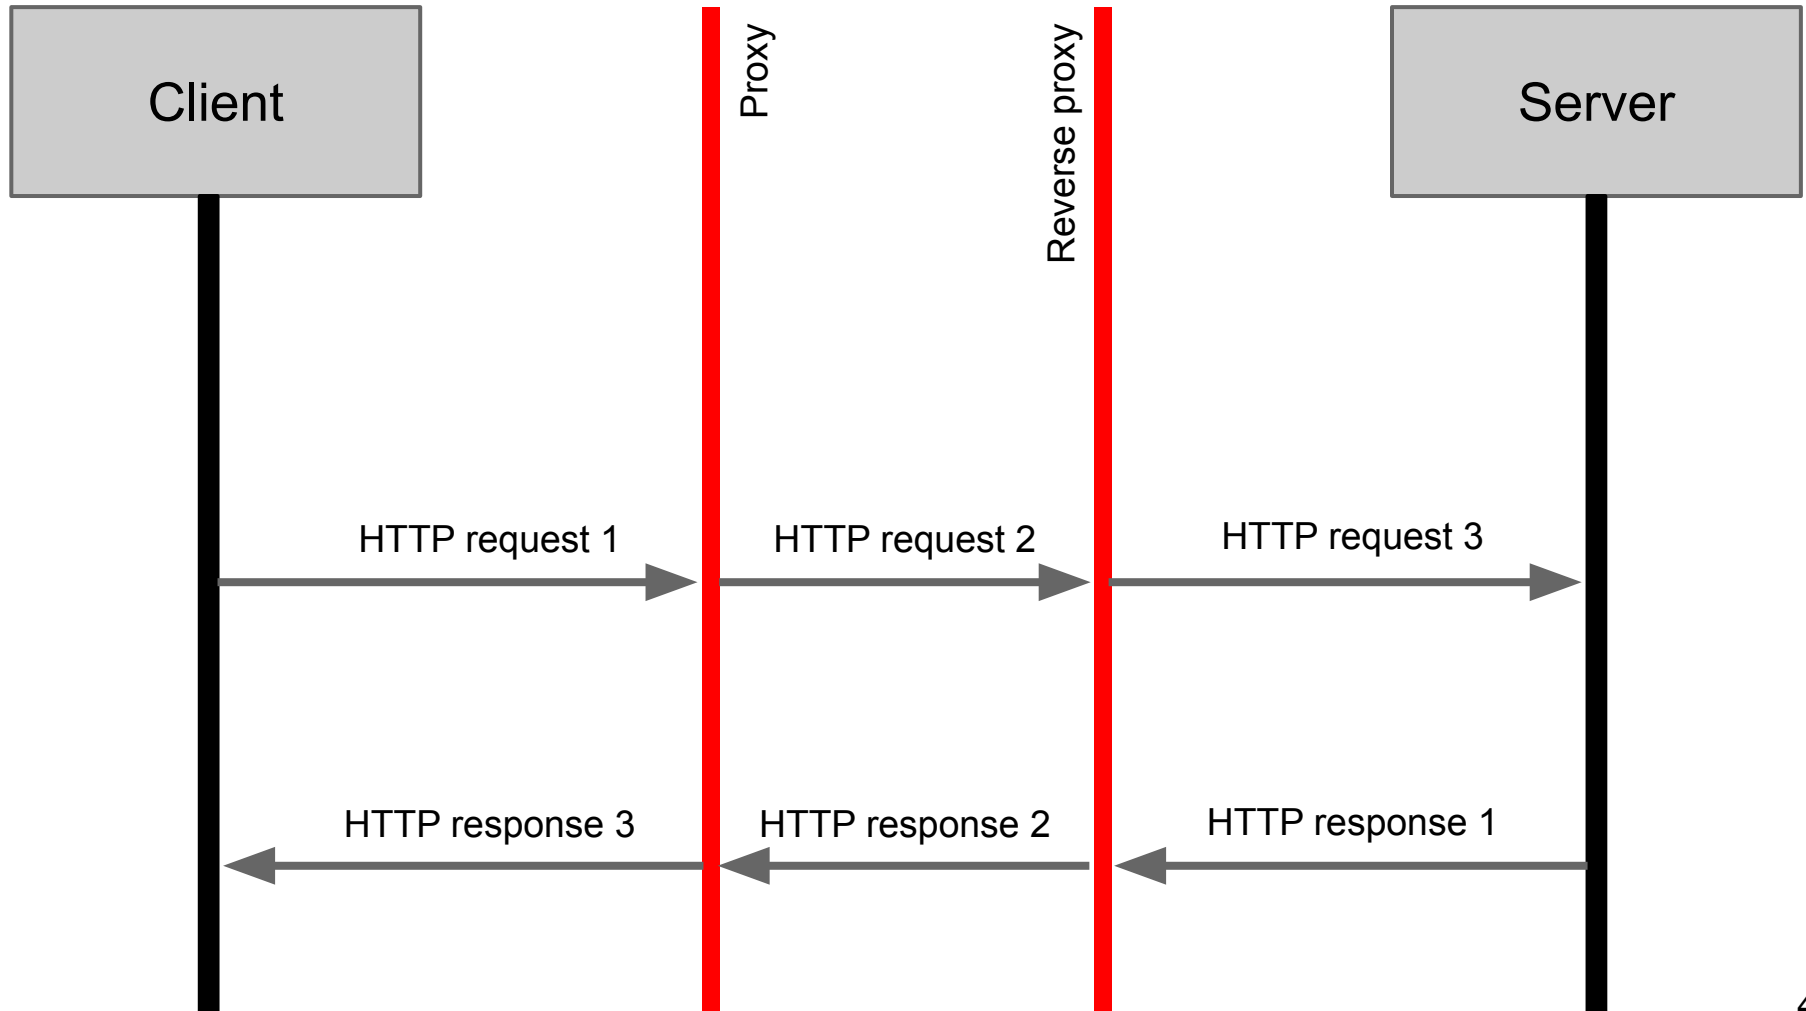 Client
Proxy
Reverse proxy
Server
HTTP request 1
HTTP request 2
HTTP request 3
HTTP response 3
HTTP response 2
HTTP response 1